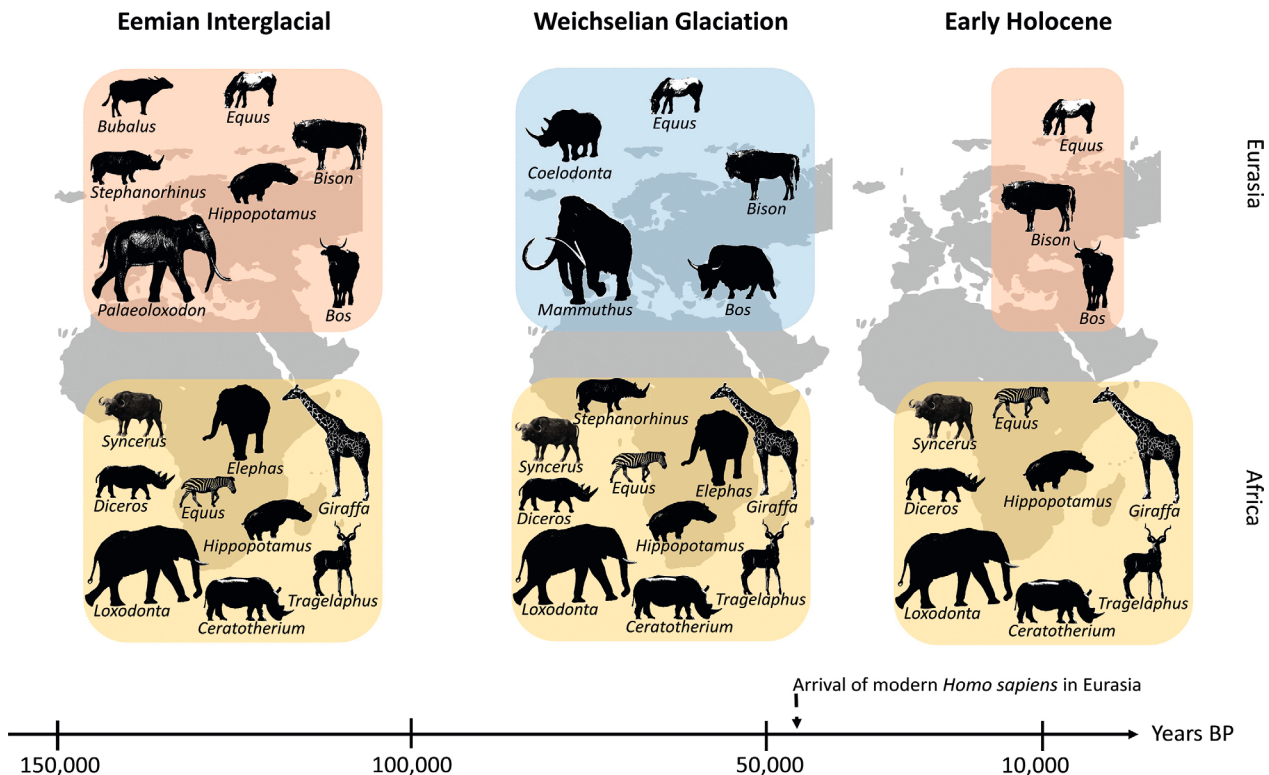 Eemian Interglacial
Weichselian Glaciation
Early Holocene
Bubalus
Equus
Bison
Stephanorhinus
Hippopotamus
Palaeoloxodon
Bos
Equus
Coelodonta
Bison
Mammuthus
Bos
Equus
Bison
Bos
Eurasia
Syncerus
Elephas
Diceros
Equus
Giraffa
Hippopotamus
Loxodonta
Tragelaphus
Ceratotherium
Stephanorhinus
Syncerus
Equus
Elephas
Giraffa
Diceros
Hippopotamus
Loxodonta
Tragelaphus
Ceratotherium
Equus
Syncerus
Hippopotamus
Diceros
Giraffa
Loxodonta
Tragelaphus
Ceratotherium
Africa
Arrival of modern Homo sapiens in Eurasia
Years BP
150,000
100,000
50,000
10,000